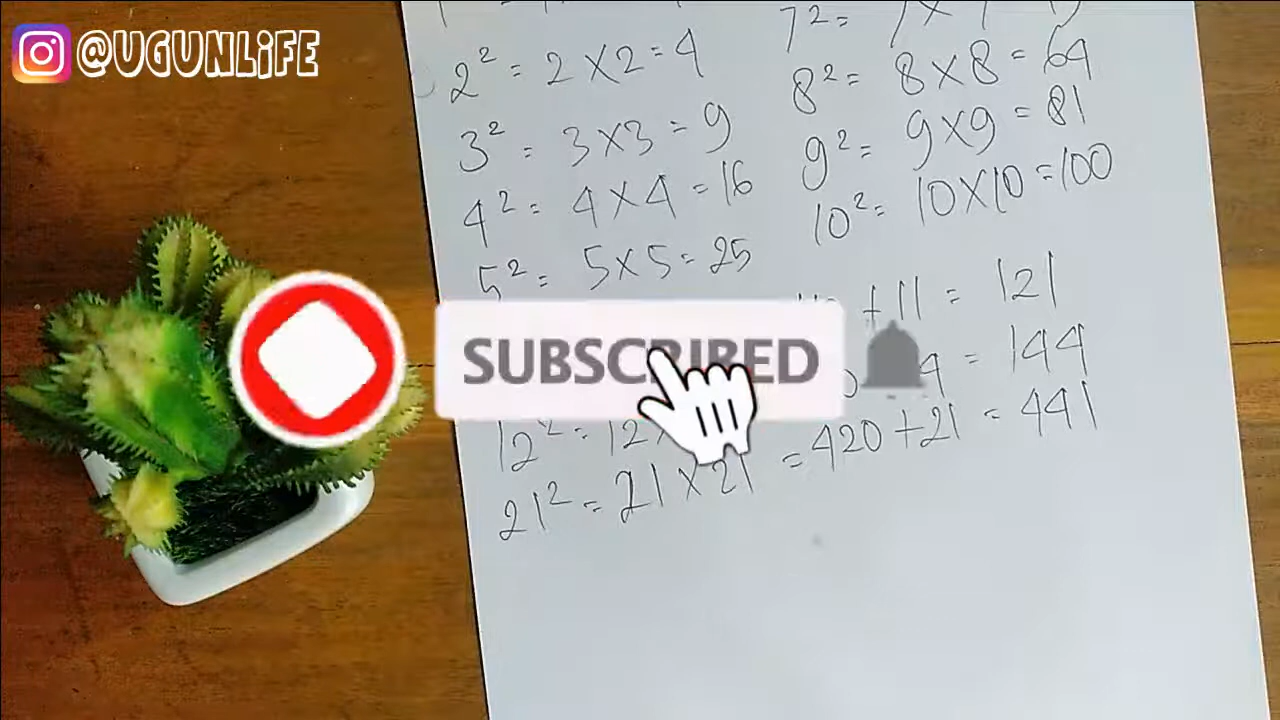 @UGUNLiFE
2² = 2 × 2 = 4
3² = 3 × 3 = 9
4² = 4 × 4 = 16
5² = 5 × 5 = 25
7² =
8² = 8 × 8 = 64
9² = 9 × 9 = 81
10² = 10 × 10 = 100
+ 11 = 121
= 144
12² = 12 ×
21² = 21 × 21 = 420 + 21 = 441
SUBSCRIBED